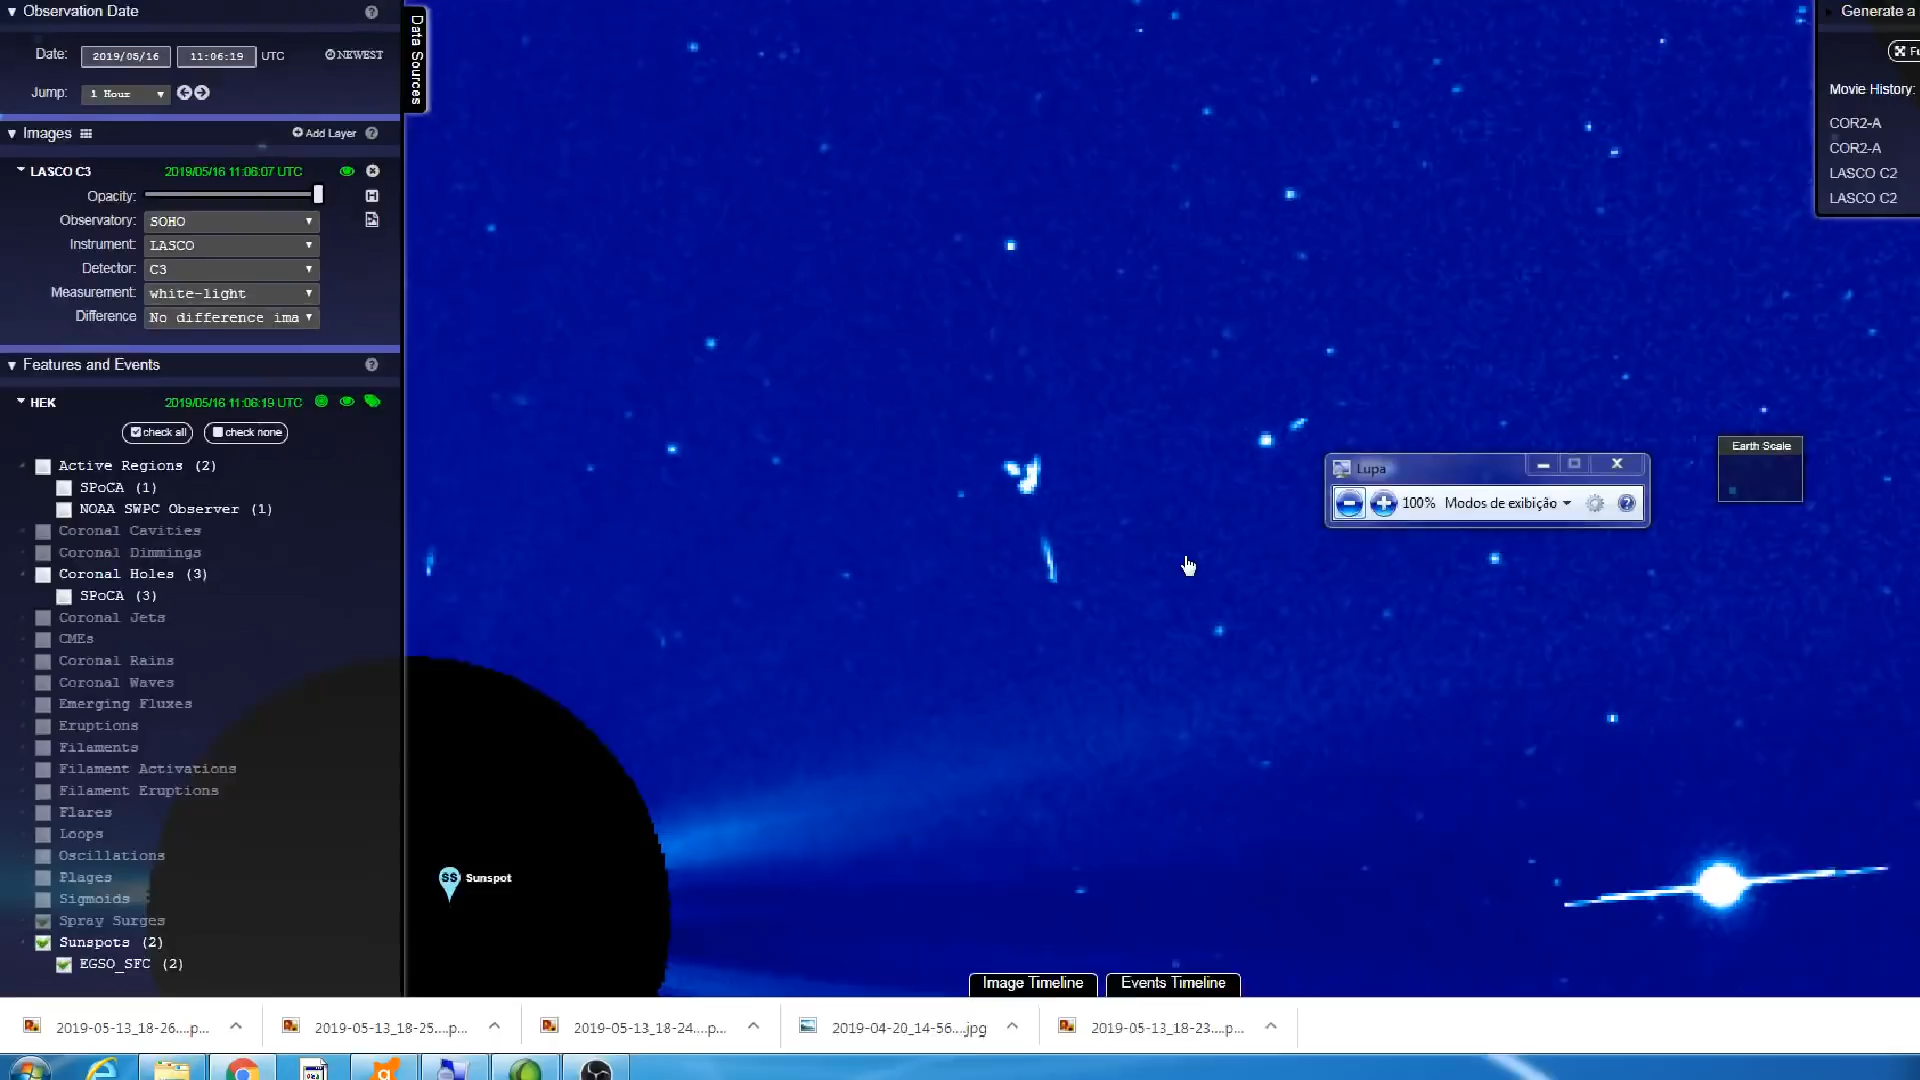 Observation Date
Date: 2019/05/16 11:06:19 UTC NEWEST
Jump: 1 Hour
Images Add Layer
LASCO C3 2019/05/16 11:06:07 UTC
Opacity:
Observatory: SOHO
Instrument: LASCO
Detector: C3
Measurement: white-light
Difference No difference ima
Features and Events
HEK 2019/05/16 11:06:19 UTC
check all check none
Active Regions (2)
SPoCA (1)
NOAA SWPC Observer (1)
Coronal Cavities
Coronal Dimmings
Coronal Holes (3)
SPoCA (3)
Coronal Jets
CMEs
Coronal Rains
Coronal Waves
Emerging Fluxes
Eruptions
Filaments
Filament Activations
Filament Eruptions
Flares
Loops
Oscillations
Plages
Sigmoids
Spray Surges
Sunspots (2)
EGSO_SFC (2)
Data Sources
SS Sunspot
Lupa
100% Modos de exibição
Earth Scale
Generate a
Fu
Movie History:
COR2-A
COR2-A
LASCO C2
LASCO C2
Image Timeline Events Timeline
2019-05-13_18-26....p... 2019-05-13_18-25....p... 2019-05-13_18-24....p... 2019-04-20_14-56....jpg 2019-05-13_18-23....p...